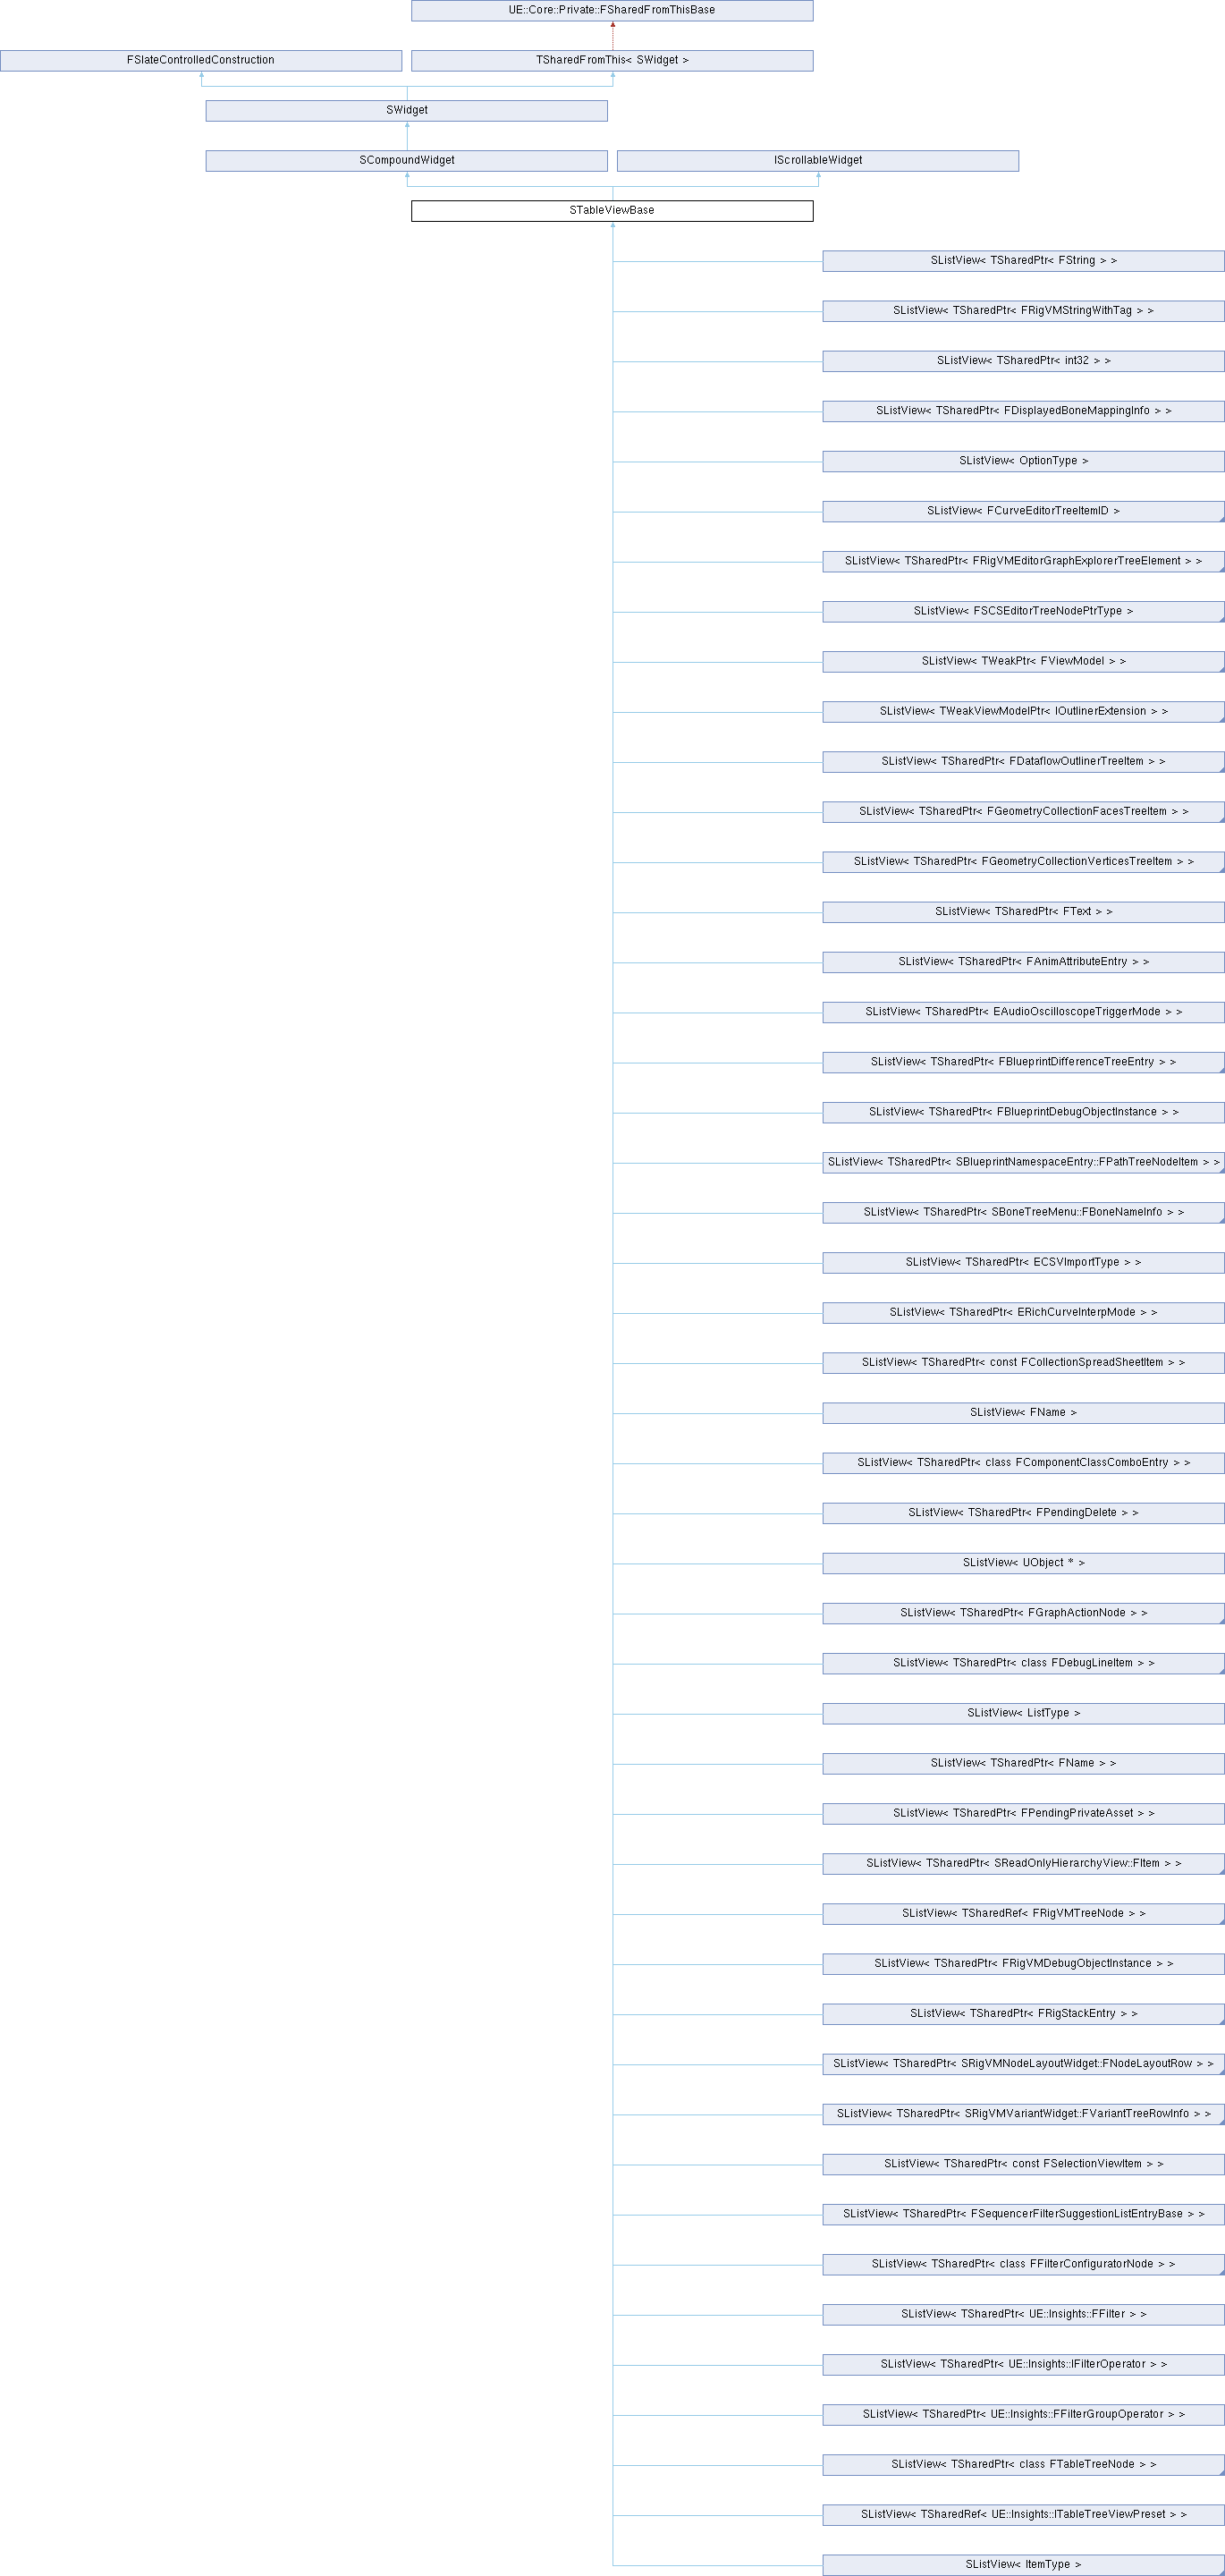 UE::Core::Private::FSharedFromThisBase
FSlateControlledConstruction
TSharedFromThis< SWidget >
SWidget
SCompoundWidget
IScrollableWidget
STableViewBase
SListView< TSharedPtr< FString > >
SListView< TSharedPtr< FRigVMStringWithTag > >
SListView< TSharedPtr< int32 > >
SListView< TSharedPtr< FDisplayedBoneMappingInfo > >
SListView< OptionType >
SListView< FCurveEditorTreeItemID >
SListView< TSharedPtr< FRigVMEditorGraphExplorerTreeElement > >
SListView< FSCSEditorTreeNodePtrType >
SListView< TWeakPtr< FViewModel > >
SListView< TWeakViewModelPtr< IOutlinerExtension > >
SListView< TSharedPtr< FDataflowOutlinerTreeItem > >
SListView< TSharedPtr< FGeometryCollectionFacesTreeItem > >
SListView< TSharedPtr< FGeometryCollectionVerticesTreeItem > >
SListView< TSharedPtr< FText > >
SListView< TSharedPtr< FAnimAttributeEntry > >
SListView< TSharedPtr< EAudioOscilloscopeTriggerMode > >
SListView< TSharedPtr< FBlueprintDifferenceTreeEntry > >
SListView< TSharedPtr< FBlueprintDebugObjectInstance > >
SListView< TSharedPtr< SBlueprintNamespaceEntry::FPathTreeNodeItem > >
SListView< TSharedPtr< SBoneTreeMenu::FBoneNameInfo > >
SListView< TSharedPtr< ECSVImportType > >
SListView< TSharedPtr< ERichCurveInterpMode > >
SListView< TSharedPtr< const FCollectionSpreadSheetItem > >
SListView< FName >
SListView< TSharedPtr< class FComponentClassComboEntry > >
SListView< TSharedPtr< FPendingDelete > >
SListView< UObject * >
SListView< TSharedPtr< FGraphActionNode > >
SListView< TSharedPtr< class FDebugLineItem > >
SListView< ListType >
SListView< TSharedPtr< FName > >
SListView< TSharedPtr< FPendingPrivateAsset > >
SListView< TSharedPtr< SReadOnlyHierarchyView::FItem > >
SListView< TSharedRef< FRigVMTreeNode > >
SListView< TSharedPtr< FRigVMDebugObjectInstance > >
SListView< TSharedPtr< FRigStackEntry > >
SListView< TSharedPtr< SRigVMNodeLayoutWidget::FNodeLayoutRow > >
SListView< TSharedPtr< SRigVMVariantWidget::FVariantTreeRowInfo > >
SListView< TSharedPtr< const FSelectionViewItem > >
SListView< TSharedPtr< FSequencerFilterSuggestionListEntryBase > >
SListView< TSharedPtr< class FFilterConfiguratorNode > >
SListView< TSharedPtr< UE::Insights::FFilter > >
SListView< TSharedPtr< UE::Insights::IFilterOperator > >
SListView< TSharedPtr< UE::Insights::FFilterGroupOperator > >
SListView< TSharedPtr< class FTableTreeNode > >
SListView< TSharedRef< UE::Insights::ITableTreeViewPreset > >
SListView< ItemType >